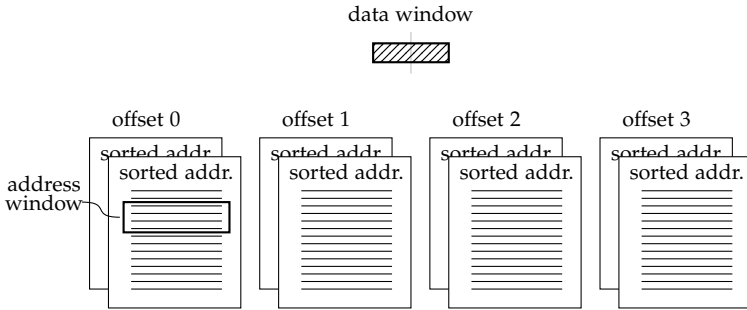 data window
offset 0 offset 1 offset 2 offset 3
sorted addr. sorted addr. sorted addr. sorted addr.
sorted addr. sorted addr. sorted addr. sorted addr.
address
window